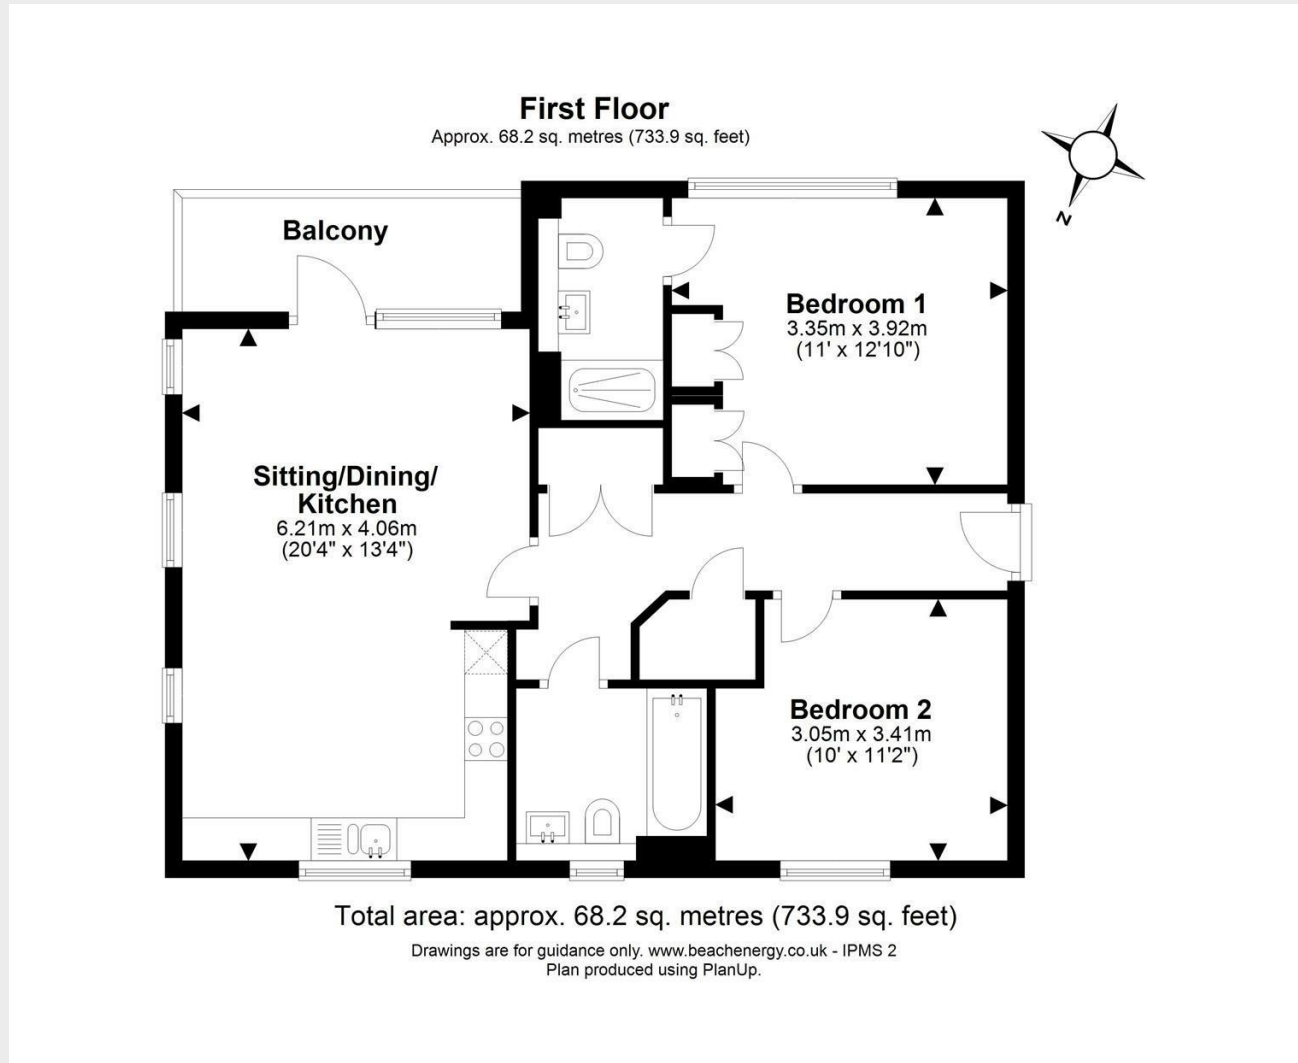 First Floor
Approx. 68.2 sq. metres (733.9 sq. feet)
N
Balcony
Bedroom 1
3.35m x 3.92m
(11' x 12'10")
Sitting/Dining/
Kitchen
6.21m x 4.06m
(20'4" x 13'4")
Bedroom 2
3.05m x 3.41m
(10' x 11'2")
Total area: approx. 68.2 sq. metres (733.9 sq. feet)
Drawings are for guidance only. www.beachenergy.co.uk - IPMS 2
Plan produced using PlanUp.